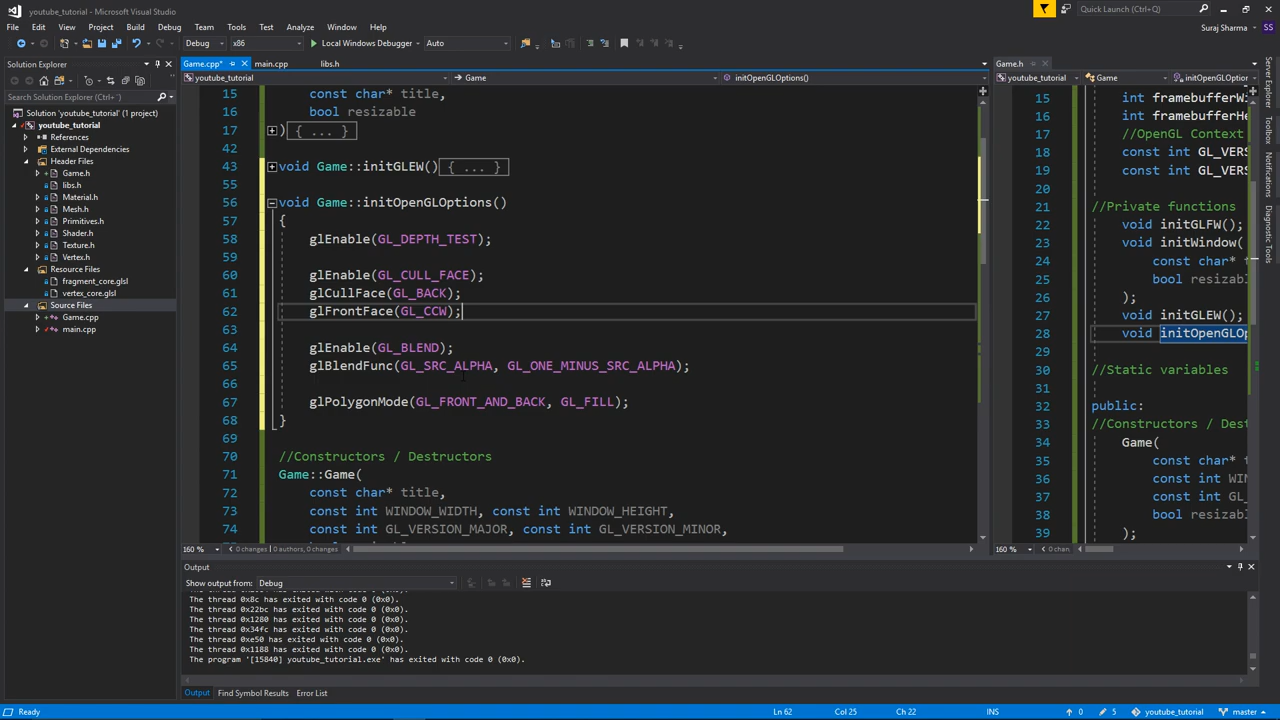 youtube_tutorial - Microsoft Visual Studio
Quick Launch (Ctrl+Q)
File Edit View Project Build Debug Team Tools Test Analyze Window Help
Suraj Sharma SS
Debug x86 Local Windows Debugger Auto
Solution Explorer
Search Solution Explorer (Ctrl+;)
Solution 'youtube_tutorial' (1 project)
youtube_tutorial
References
External Dependencies
Header Files
Game.h
libs.h
Material.h
Mesh.h
Primitives.h
Shader.h
Texture.h
Vertex.h
Resource Files
fragment_core.glsl
vertex_core.glsl
Source Files
Game.cpp
main.cpp
Game.cpp* main.cpp libs.h
youtube_tutorial Game initOpenGLOptions()
15 const char* title,
16 bool resizable
17 ) { ... }
42
43 void Game::initGLEW() { ... }
55
56 void Game::initOpenGLOptions()
57 {
58 glEnable(GL_DEPTH_TEST);
59
60 glEnable(GL_CULL_FACE);
61 glCullFace(GL_BACK);
62 glFrontFace(GL_CCW);
63
64 glEnable(GL_BLEND);
65 glBlendFunc(GL_SRC_ALPHA, GL_ONE_MINUS_SRC_ALPHA);
66
67 glPolygonMode(GL_FRONT_AND_BACK, GL_FILL);
68 }
69
70 //Constructors / Destructors
71 Game::Game(
72 const char* title,
73 const int WINDOW_WIDTH, const int WINDOW_HEIGHT,
74 const int GL_VERSION_MAJOR, const int GL_VERSION_MINOR,
160 % 0 changes | 0 authors, 0 changes
Game.h
youtube_tutorial Game initOpenGLOption
15 int framebufferW
16 int framebufferHe
17 //OpenGL Context
18 const int GL_VERS
19 const int GL_VERS
20
21 //Private functions
22 void initGLFW();
23 void initWindow(
24 const char* t
25 bool resizabl
26 );
27 void initGLEW();
28 void initOpenGLOp
29
30 //Static variables
31
32 public:
33 //Constructors / Des
34 Game(
35 const char* t
36 const int WIN
37 const int GL_
38 bool resizabl
39 );
160 % 0 chan
Server Explorer
Toolbox
Notifications
Diagnostic Tools
Output
Show output from: Debug
The thread 0x8c has exited with code 0 (0x0).
The thread 0x22bc has exited with code 0 (0x0).
The thread 0x1280 has exited with code 0 (0x0).
The thread 0x34fc has exited with code 0 (0x0).
The thread 0xe50 has exited with code 0 (0x0).
The thread 0x1188 has exited with code 0 (0x0).
The program '[15840] youtube_tutorial.exe' has exited with code 0 (0x0).
Output Find Symbol Results Error List
Ready Ln 62 Col 25 Ch 22 INS 0 5 youtube_tutorial master